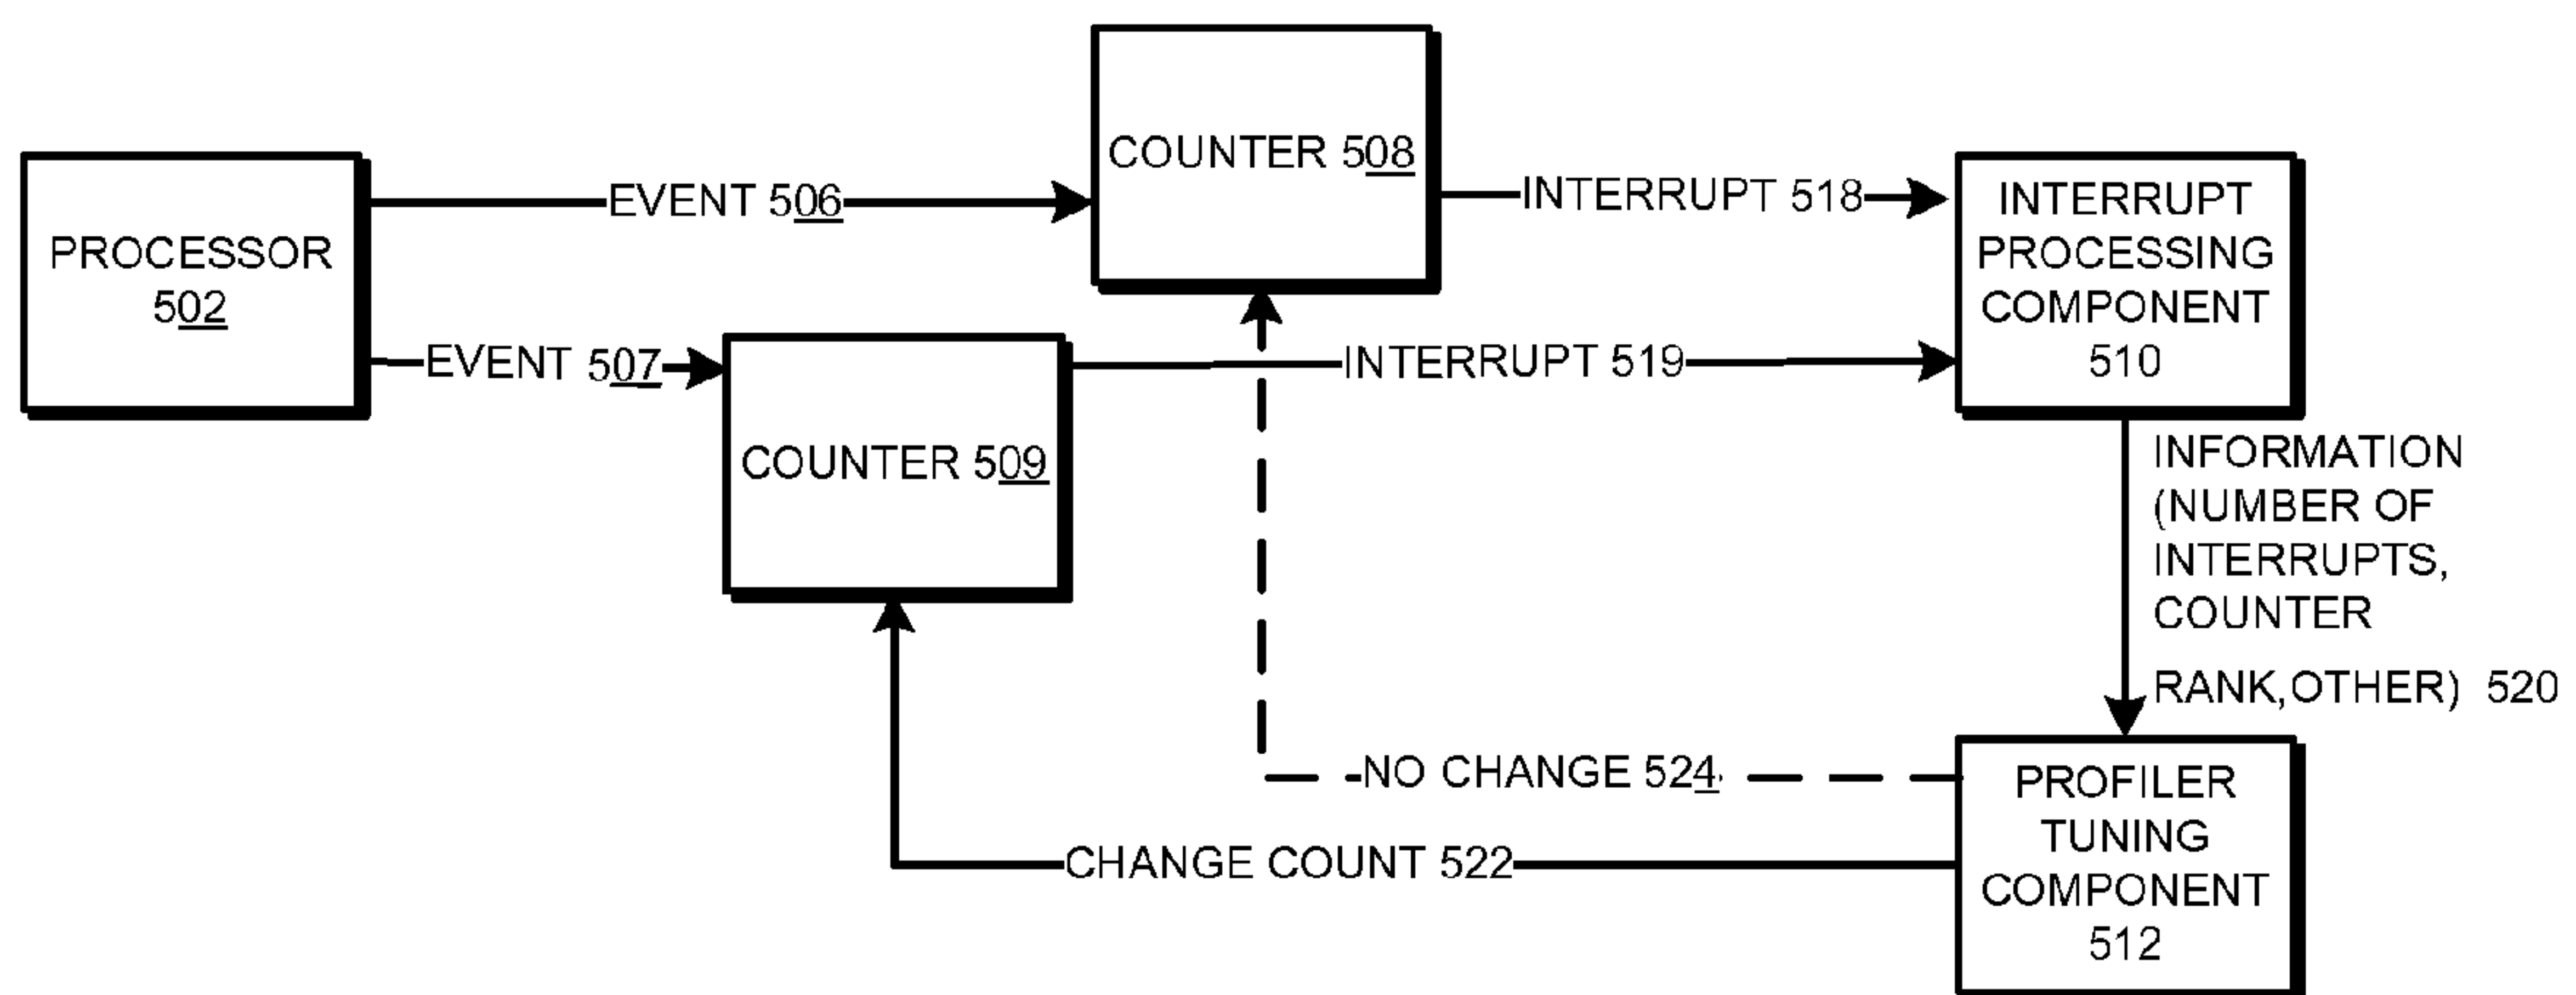 COUNTER 508
PROCESSOR
502
EVENT 506
INTERRUPT 518
INTERRUPT
PROCESSING
COMPONENT
510
EVENT 507
INTERRUPT 519
COUNTER 509
INFORMATION
(NUMBER OF
INTERRUPTS,
COUNTER
RANK,OTHER) 520
NO CHANGE 524
CHANGE COUNT 522
PROFILER
TUNING
COMPONENT
512